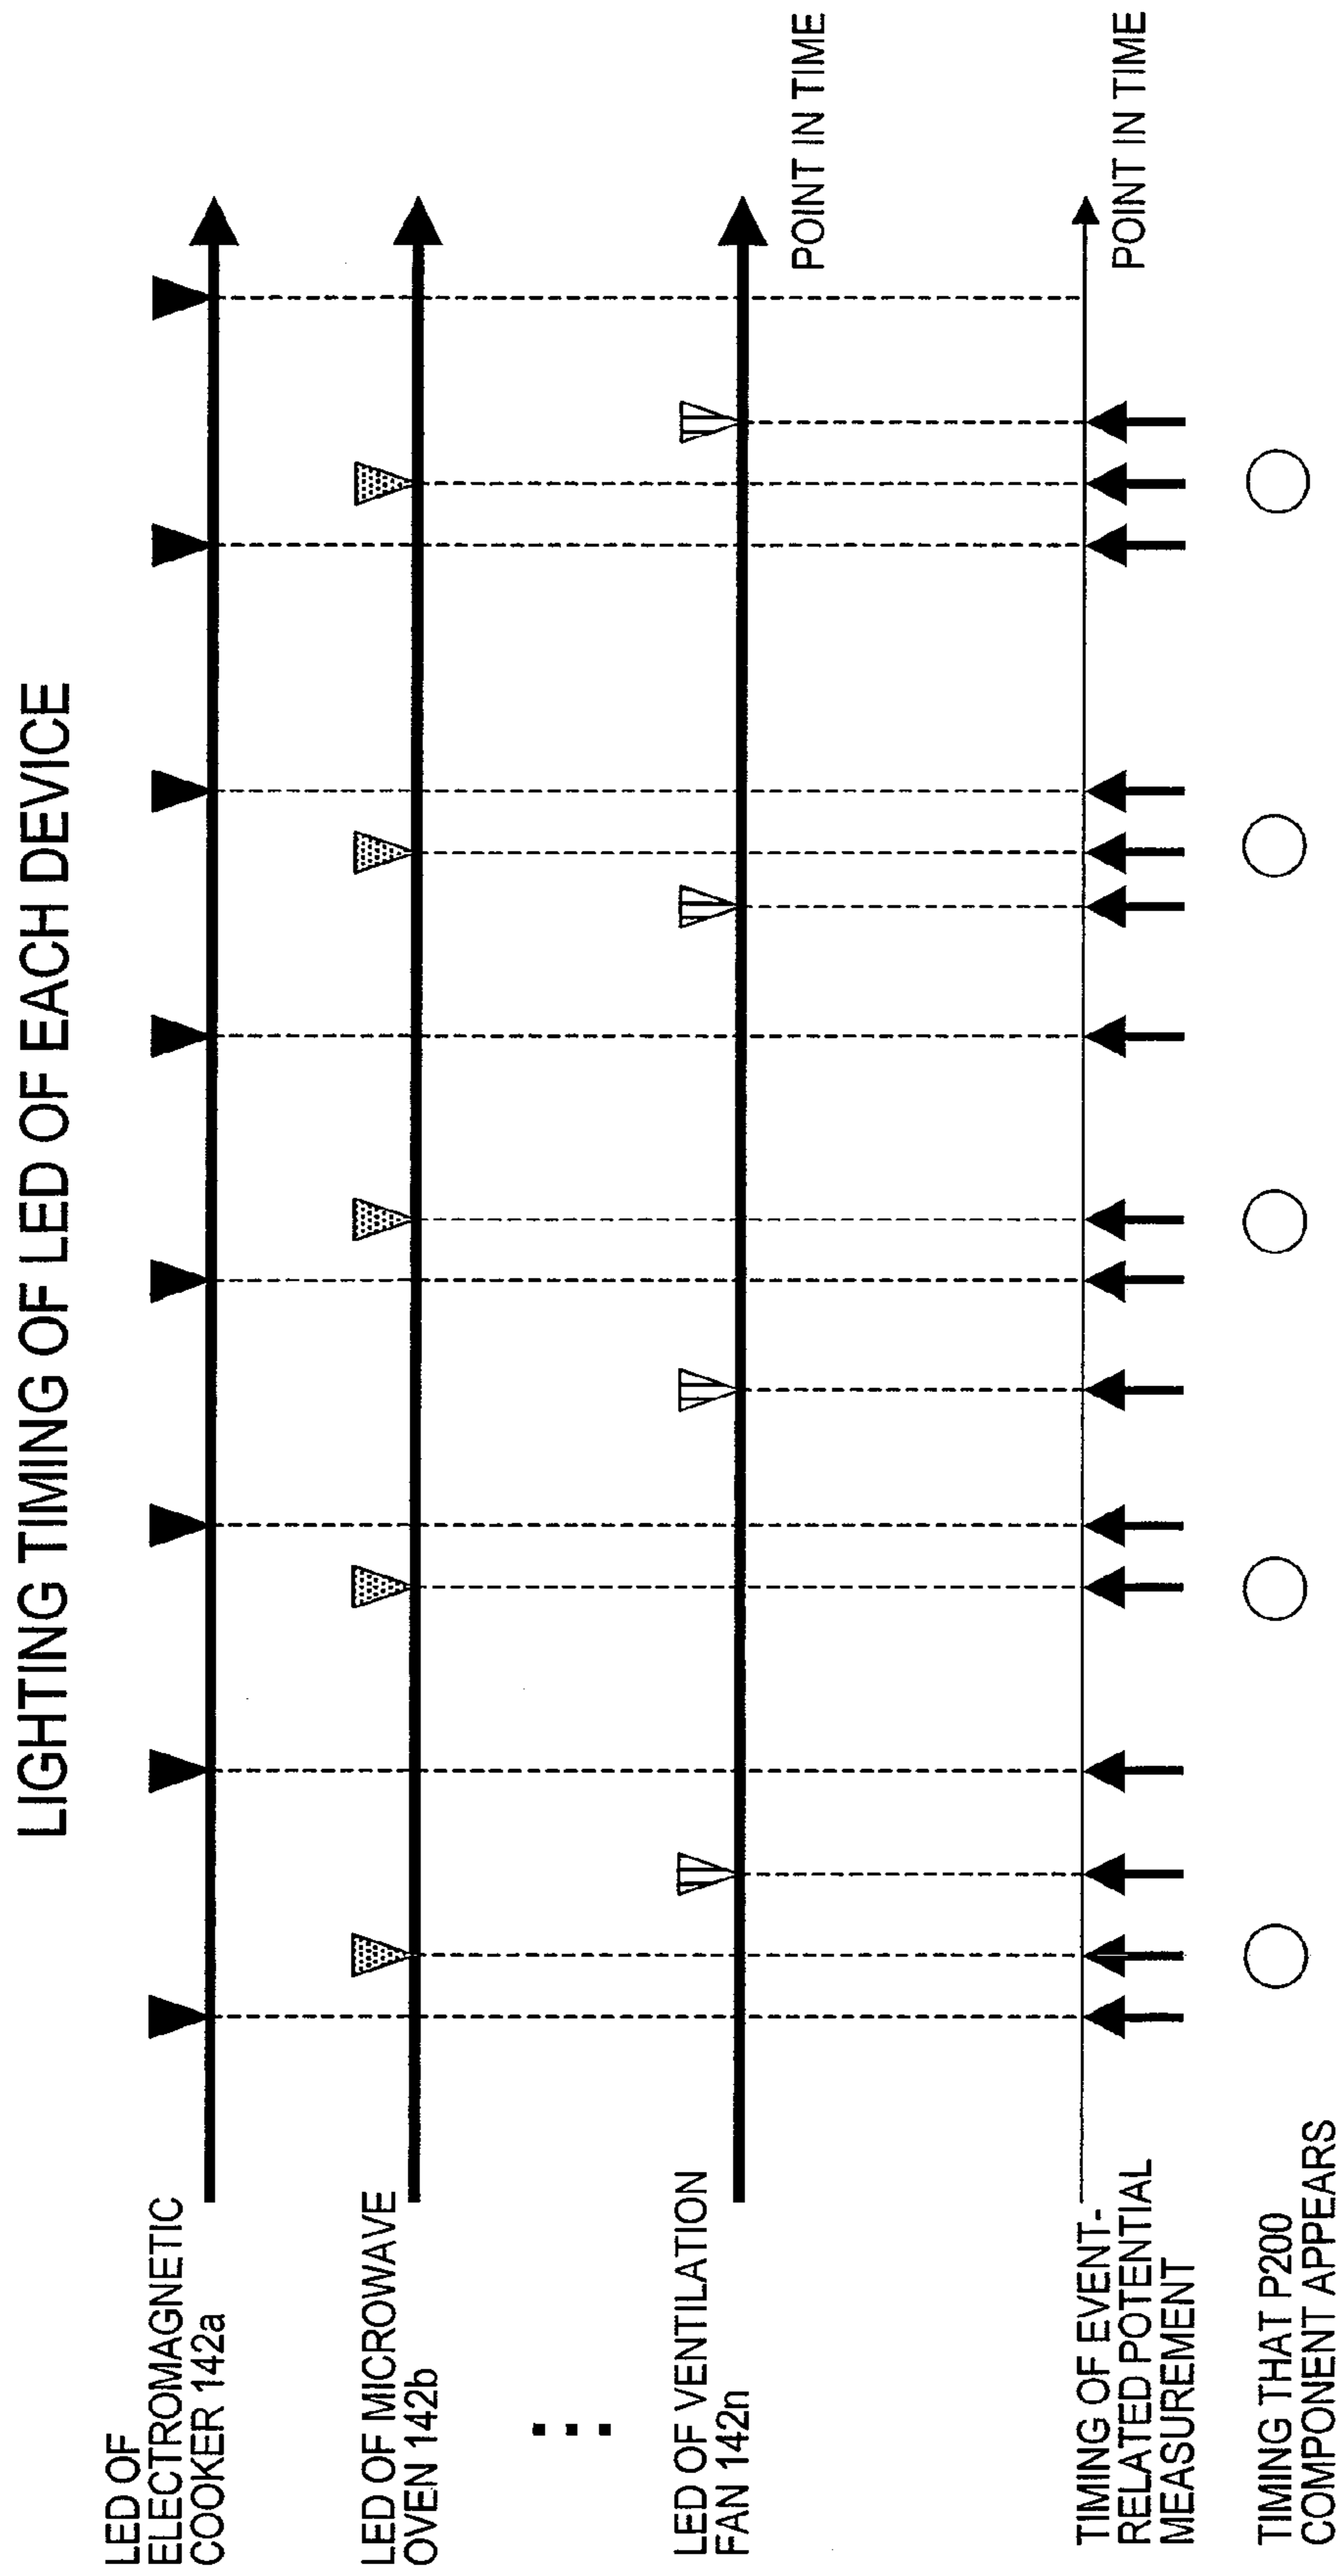 LIGHTING TIMING OF LED OF EACH DEVICE
LED OF
ELECTROMAGNETIC
COOKER 142a
LED OF MICROWAVE
OVEN 142b
LED OF VENTILATION
FAN 142n
POINT IN TIME
TIMING OF EVENT-
RELATED POTENTIAL
MEASUREMENT
POINT IN TIME
TIMING THAT P200
COMPONENT APPEARS